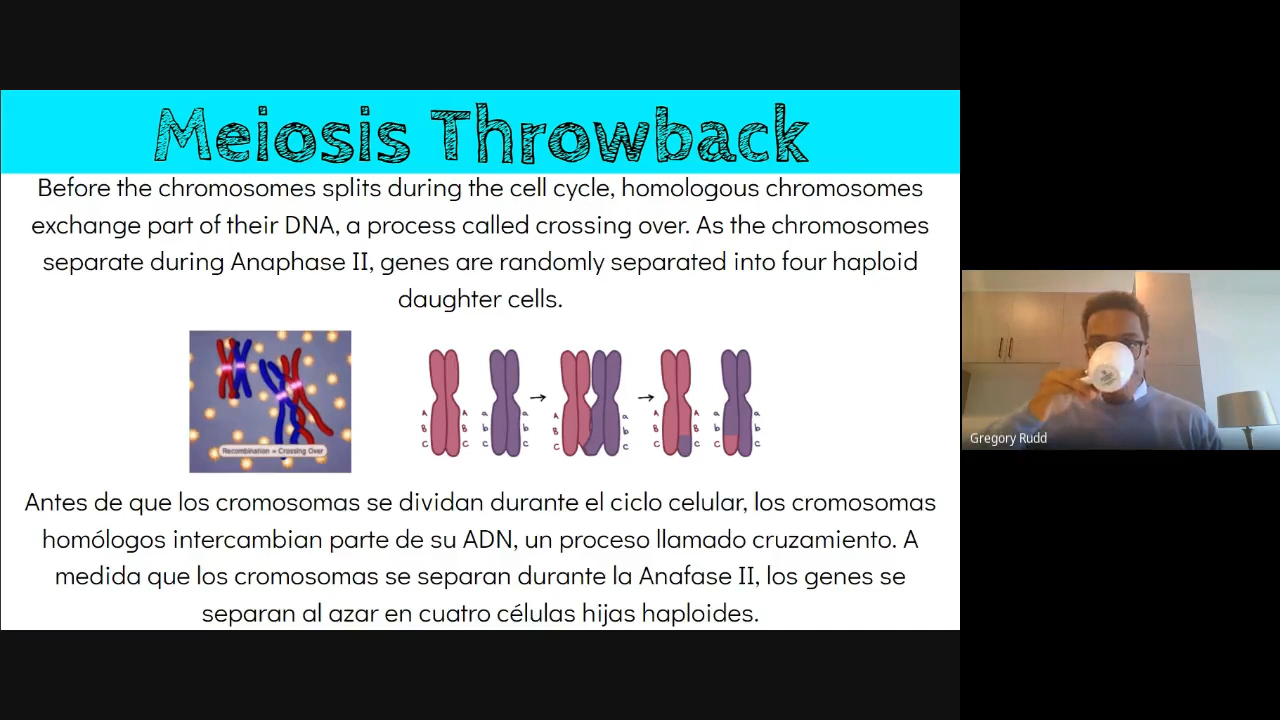 Meiosis Throwback
Before the chromosomes splits during the cell cycle, homologous chromosomes
exchange part of their DNA, a process called crossing over. As the chromosomes
separate during Anaphase II, genes are randomly separated into four haploid
daughter cells.
Recombination = Crossing Over
A A a a A a A A a a
B B b b B b B B b b
C C c c C c C c C c
Antes de que los cromosomas se dividan durante el ciclo celular, los cromosomas
homólogos intercambian parte de su ADN, un proceso llamado cruzamiento. A
medida que los cromosomas se separan durante la Anafase II, los genes se
separan al azar en cuatro células hijas haploides.
Gregory Rudd